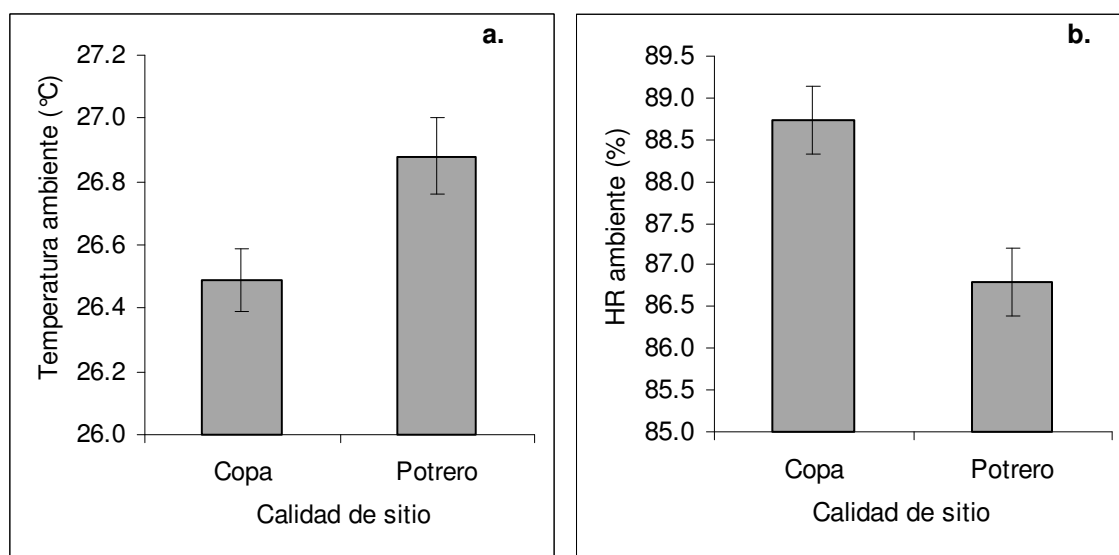 a.
Temperatura ambiente (°C)
27.2
27.0
26.8
26.6
26.4
26.2
26.0
Copa
Potrero
Calidad de sitio
b.
HR ambiente (%)
89.5
89.0
88.5
88.0
87.5
87.0
86.5
86.0
85.5
85.0
Copa
Potrero
Calidad de sitio